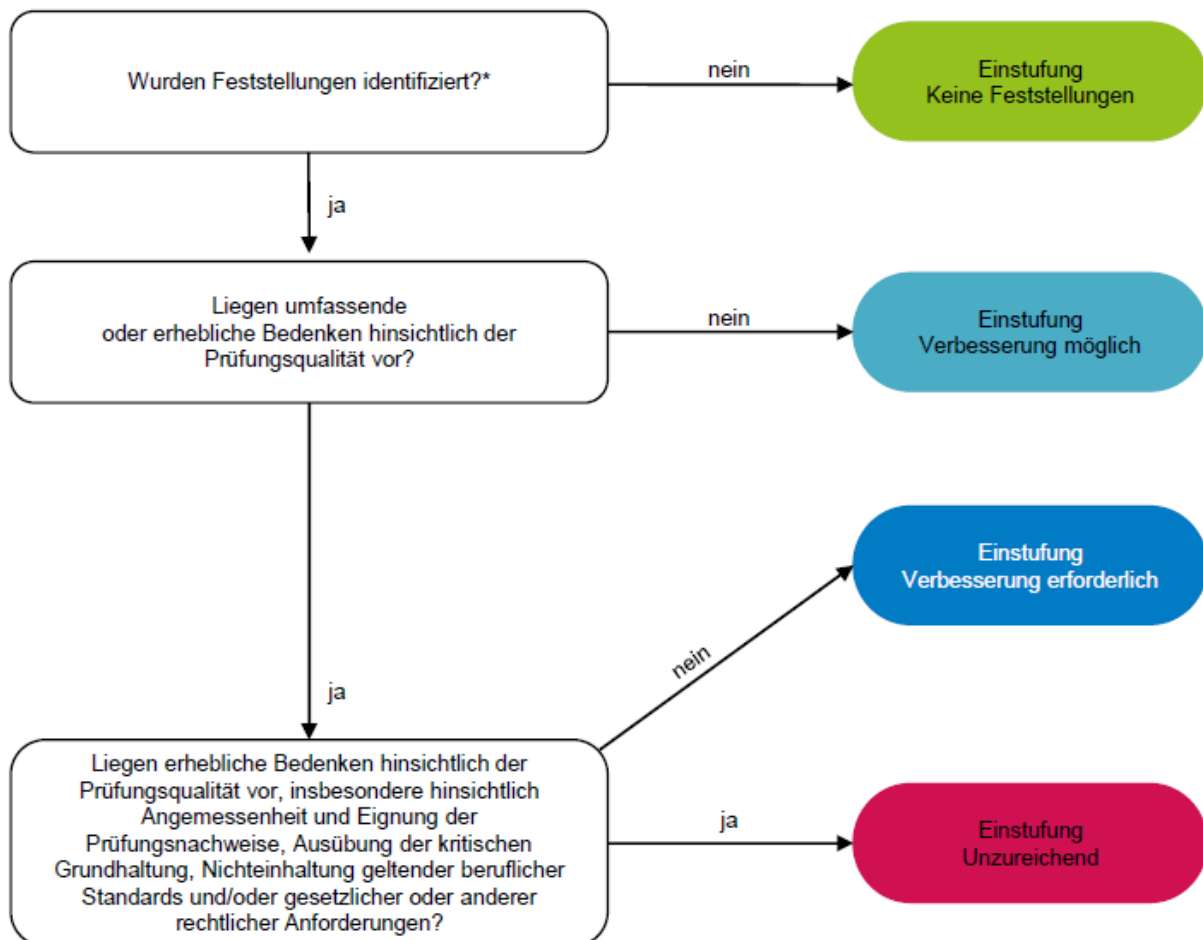 Wurden Feststellungen identifiziert?*
nein
Einstufung
Keine Feststellungen
ja
Liegen umfassende
oder erhebliche Bedenken hinsichtlich der
Prüfungsqualität vor?
nein
Einstufung
Verbesserung möglich
ja
nein
Einstufung
Verbesserung erforderlich
Liegen erhebliche Bedenken hinsichtlich der
Prüfungsqualität vor, insbesondere hinsichtlich
Angemessenheit und Eignung der
Prüfungsnachweise, Ausübung der kritischen
Grundhaltung, Nichteinhaltung geltender beruflicher
Standards und/oder gesetzlicher oder anderer
rechtlicher Anforderungen?
ja
Einstufung
Unzureichend